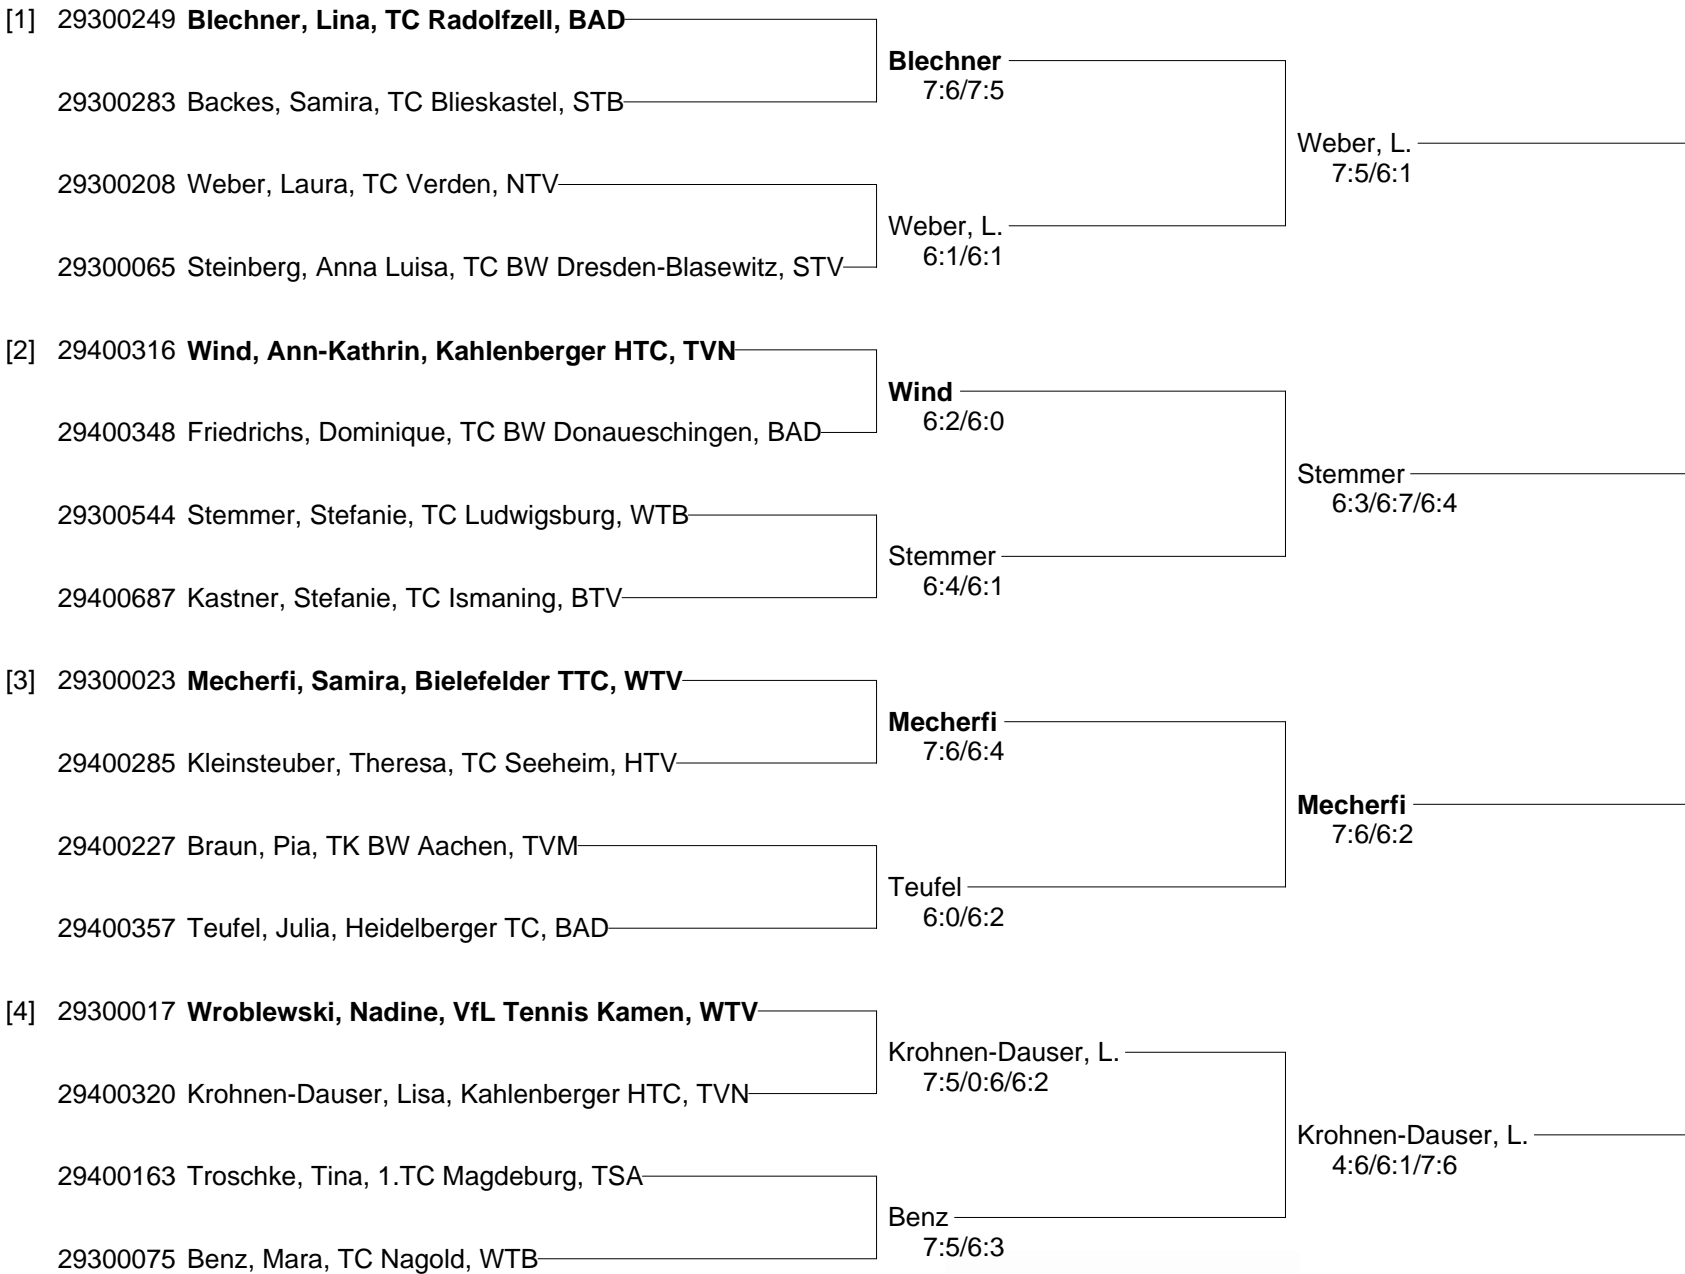 [1] 29300249 Blechner, Lina, TC Radolfzell, BAD
Blechner
7:6/7:5
29300283 Backes, Samira, TC Blieskastel, STB
Weber, L.
7:5/6:1
29300208 Weber, Laura, TC Verden, NTV
Weber, L.
6:1/6:1
29300065 Steinberg, Anna Luisa, TC BW Dresden-Blasewitz, STV
[2] 29400316 Wind, Ann-Kathrin, Kahlenberger HTC, TVN
Wind
6:2/6:0
29400348 Friedrichs, Dominique, TC BW Donaueschingen, BAD
Stemmer
6:3/6:7/6:4
29300544 Stemmer, Stefanie, TC Ludwigsburg, WTB
Stemmer
6:4/6:1
29400687 Kastner, Stefanie, TC Ismaning, BTV
[3] 29300023 Mecherfi, Samira, Bielefelder TTC, WTV
Mecherfi
7:6/6:4
29400285 Kleinsteuber, Theresa, TC Seeheim, HTV
Mecherfi
7:6/6:2
29400227 Braun, Pia, TK BW Aachen, TVM
Teufel
6:0/6:2
29400357 Teufel, Julia, Heidelberger TC, BAD
[4] 29300017 Wroblewski, Nadine, VfL Tennis Kamen, WTV
Krohnen-Dauser, L.
7:5/0:6/6:2
29400320 Krohnen-Dauser, Lisa, Kahlenberger HTC, TVN
Krohnen-Dauser, L.
4:6/6:1/7:6
29400163 Troschke, Tina, 1.TC Magdeburg, TSA
Benz
7:5/6:3
29300075 Benz, Mara, TC Nagold, WTB